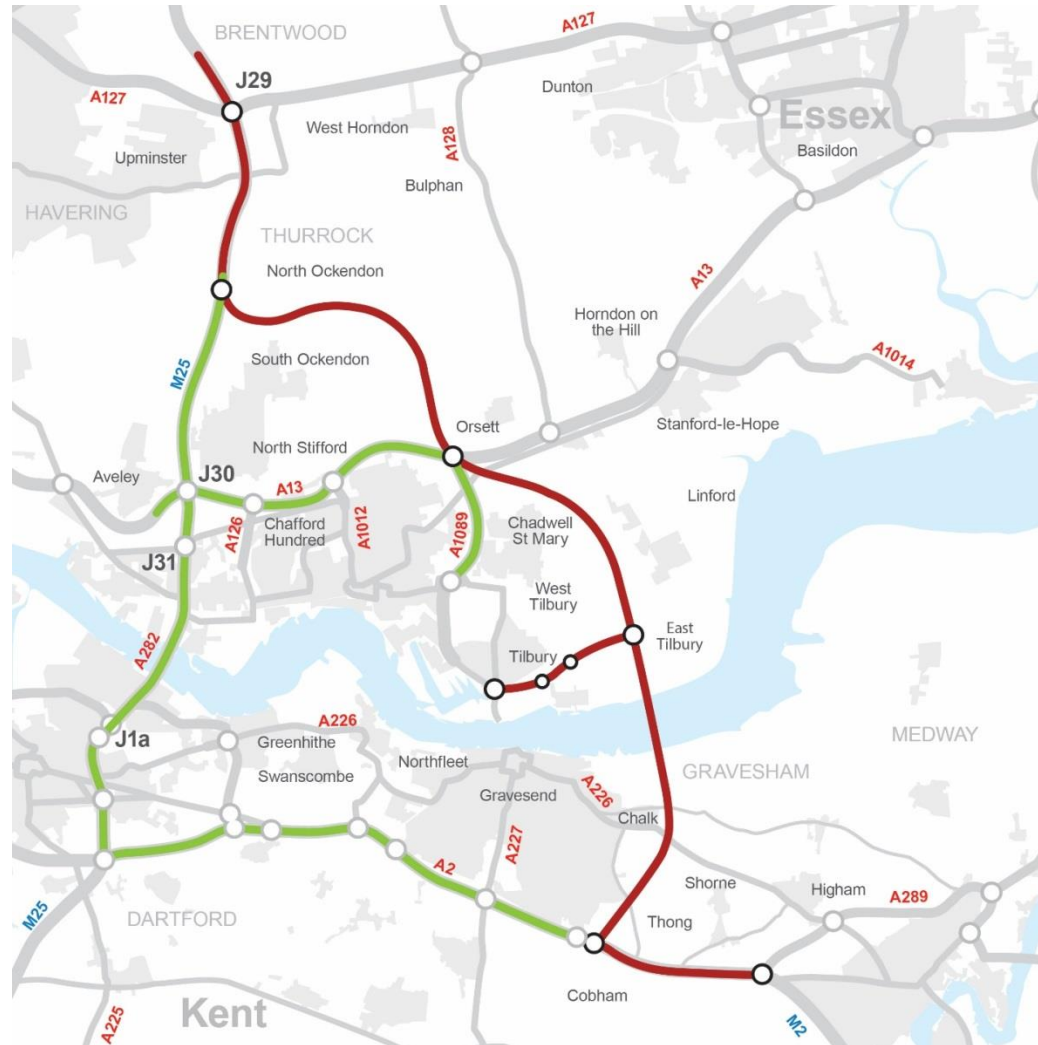 BRENTWOOD
A127
J29
A127
Dunton
Essex
West Horndon
A128
Upminster
Basildon
Bulphan
HAVERING
THURROCK
North Ockendon
A13
Horndon on
the Hill
M25
South Ockendon
A1014
Orsett
Stanford-le-Hope
North Stifford
Aveley
J30
A13
Linford
A126
Chafford
Hundred
A1012
A1089
Chadwell
St Mary
J31
West
Tilbury
A282
Tilbury
East
Tilbury
J1a
A226
Greenhithe
MEDWAY
Northfleet
Swanscombe
GRAVESHAM
Gravesend
A226
Chalk
A227
A2
Shorne
Higham
A289
M25
DARTFORD
Thong
Cobham
Kent
A225
M2